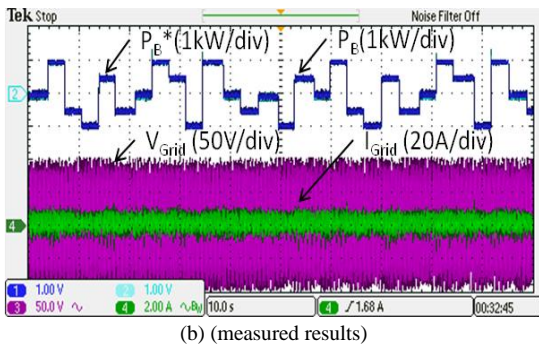 Tek Stop Noise Filter Off
P_B*(1kW/div) P_B(1kW/div)
2
V_Grid (50V/div) I_Grid (20A/div)
4
1 1.00 V 2 1.00 V
3 50.0 V 4 2.00 A Bw 10.0 s 4 1.68 A 00:32:45
(b) (measured results)